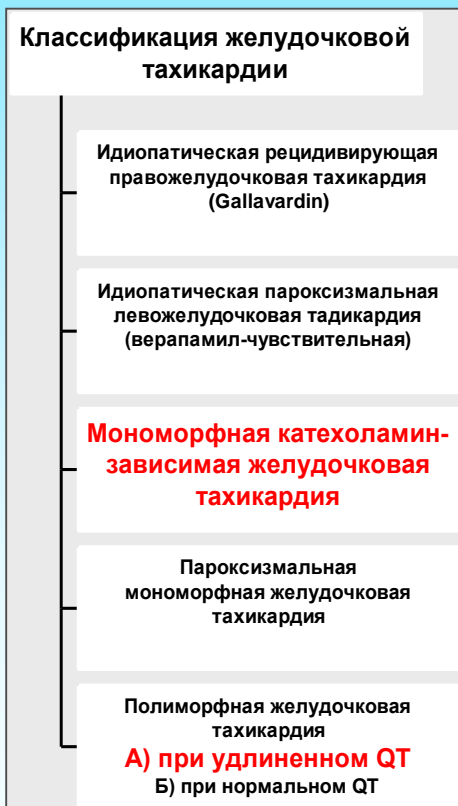 Классификация желудочковой
тахикардии
Идиопатическая рецидивирующая
правожелудочковая тахикардия
(Gallavardin)
Идиопатическая пароксизмальная
левожелудочковая тадикардия
(верапамил-чувствительная)
Мономорфная катехоламин-
зависимая желудочковая
тахикардия
Пароксизмальная
мономорфная желудочковая
тахикардия
Полиморфная желудочковая
тахикардия
А) при удлиненном QT
Б) при нормальном QT